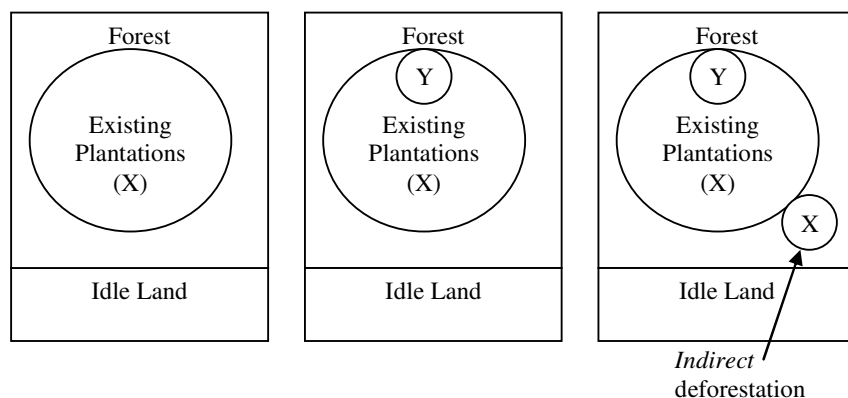 Forest
Existing
Plantations
(X)
Idle Land
Forest
Y
Existing
Plantations
(X)
Idle Land
Forest
Y
Existing
Plantations
(X)
X
Idle Land
Indirect
deforestation